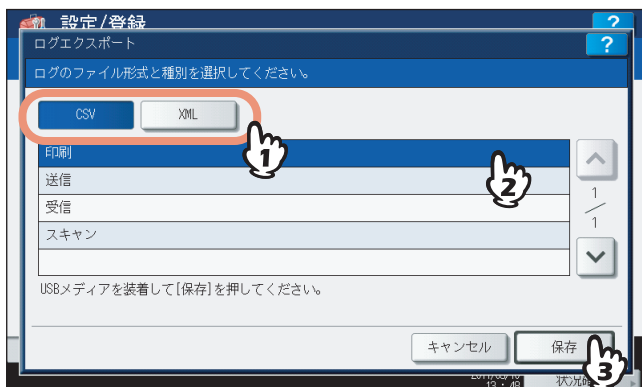 設定/登録
?
ログエクスポート
?
ログのファイル形式と種別を選択してください。
CSV
XML
1
印刷
2
送信
受信
スキャン
1
/
1
USBメディアを装着して[保存]を押してください。
キャンセル
保存
3
13:48
状況